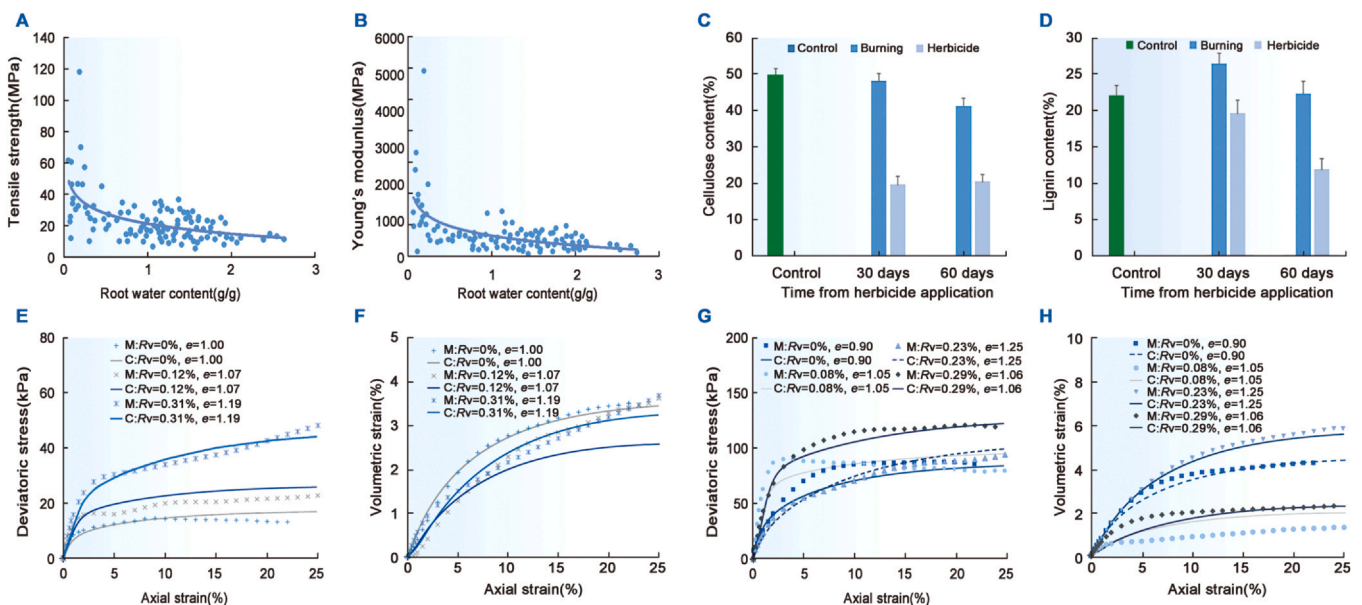 A
Tensile strength(MPa)
140
120
100
80
60
40
20
0
0 1 2 3
Root water content(g/g)
B
Young's modunlus(MPa)
6000
5000
4000
3000
2000
1000
0
0 1 2 3
Root water content(g/g)
C
Cellulose content(%)
60
50
40
30
20
10
0
Control Burning Herbicide
Control 30 days 60 days
Time from herbicide application
D
Lignin content(%)
30
25
22
15
10
5
0
Control Burning Herbicide
Control 30 days 60 days
Time from herbicide application
E
Deviatoric stress(kPa)
80
60
40
20
0
M:Rv=0%, e=1.00
C:Rv=0%, e=1.00
M:Rv=0.12%, e=1.07
C:Rv=0.12%, e=1.07
M:Rv=0.31%, e=1.19
C:Rv=0.31%, e=1.19
0 5 10 15 20 25
Axial strain(%)
F
Volumetric strain(%)
5
4
3
2
1
0
M:Rv=0%, e=1.00
C:Rv=0%, e=1.00
M:Rv=0.12%, e=1.07
C:Rv=0.12%, e=1.07
M:Rv=0.31%, e=1.19
C:Rv=0.31%, e=1.19
0 5 10 15 20 25
Axial strain(%)
G
Deviatoric stress(kPa)
200
150
100
50
0
M:Rv=0%, e=0.90 M:Rv=0.23%, e=1.25
C:Rv=0%, e=0.90 C:Rv=0.23%, e=1.25
M:Rv=0.08%, e=1.05 M:Rv=0.29%, e=1.06
C:Rv=0.08%, e=1.05 C:Rv=0.29%, e=1.06
0 5 10 15 20 25
Axial strain(%)
H
Volumetric strain(%)
10
8
6
4
2
0
M:Rv=0%, e=0.90
C:Rv=0%, e=0.90
M:Rv=0.08%, e=1.05
C:Rv=0.08%, e=1.05
M:Rv=0.23%, e=1.25
C:Rv=0.23%, e=1.25
M:Rv=0.29%, e=1.06
C:Rv=0.29%, e=1.06
0 5 10 15 20 25
Axial strain(%)